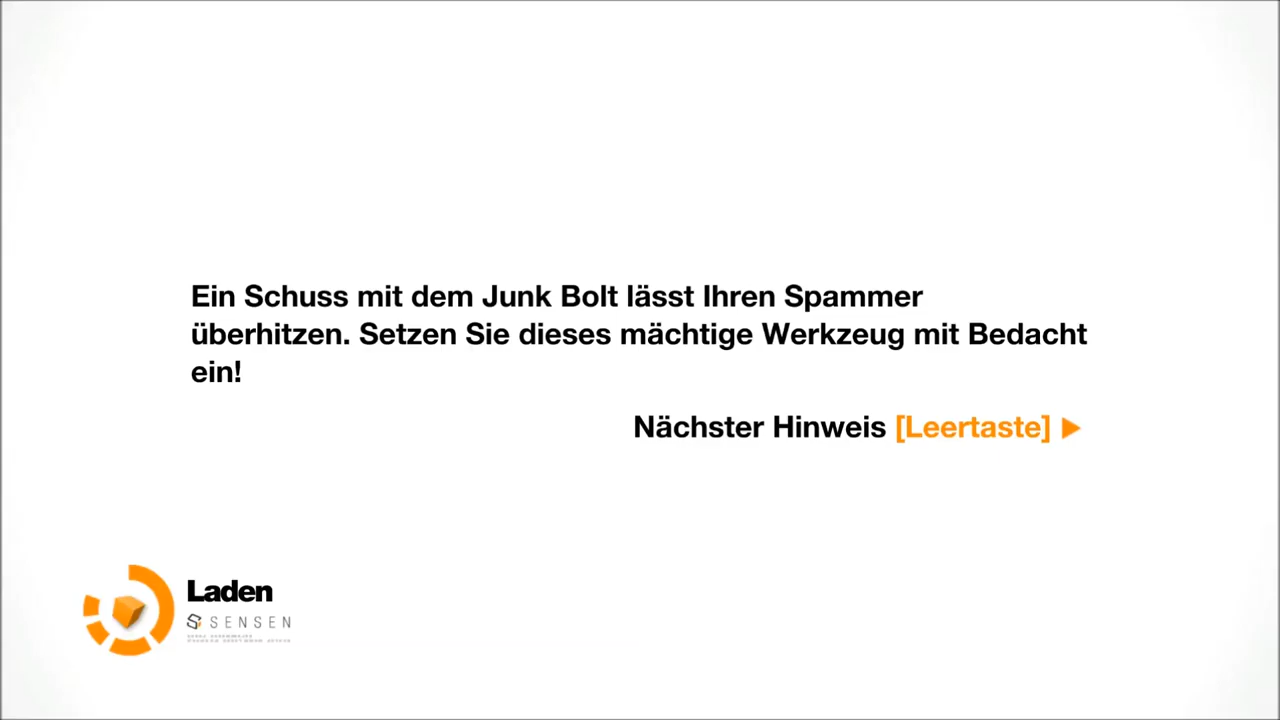 Ein Schuss mit dem Junk Bolt lässt Ihren Spammer
überhitzen. Setzen Sie dieses mächtige Werkzeug mit Bedacht
ein!
Nächster Hinweis [Leertaste]
Laden
SENSEN